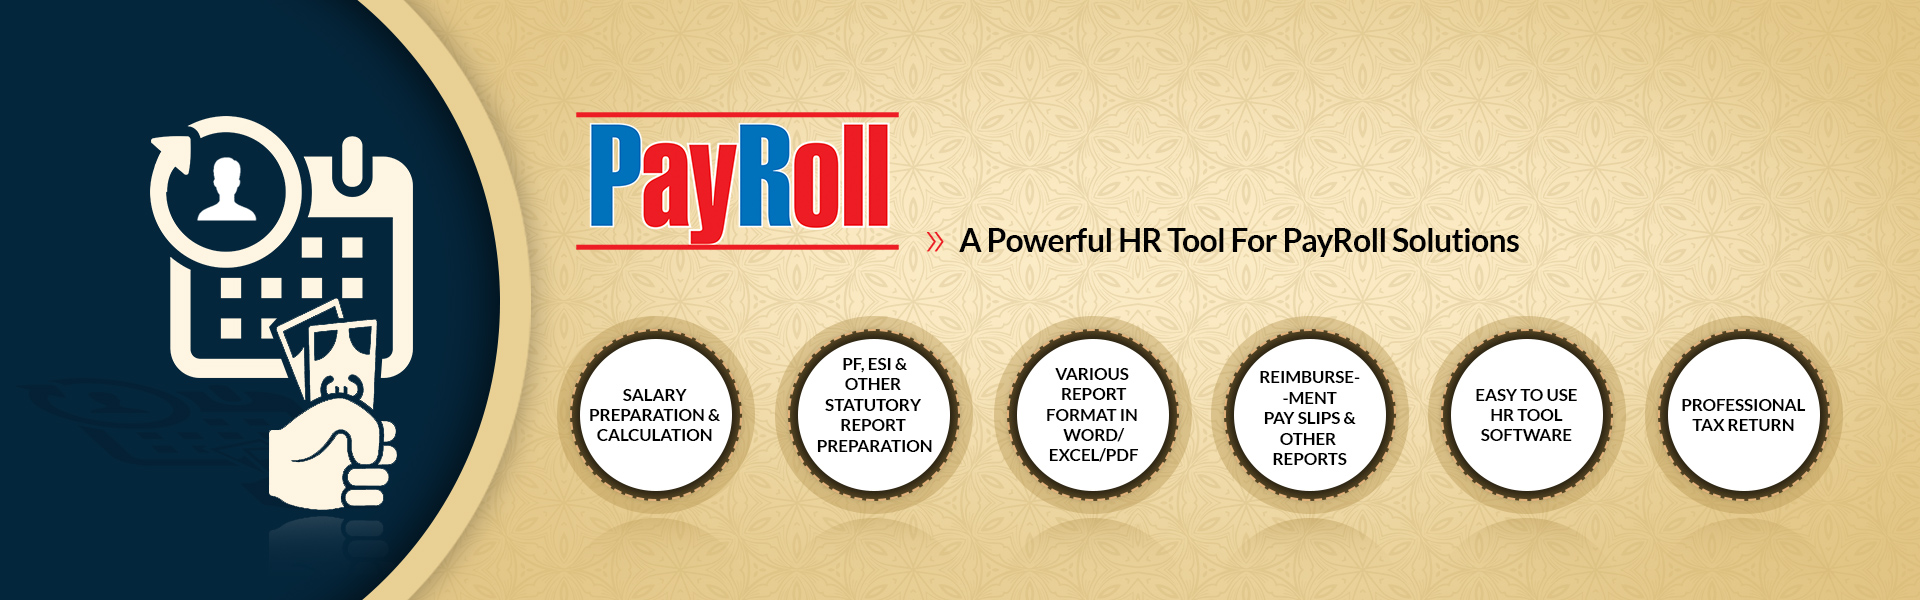 PayRoll
» A Powerful HR Tool For PayRoll Solutions
SALARY
PREPARATION &
CALCULATION
PF, ESI &
OTHER
STATUTORY
REPORT
PREPARATION
VARIOUS
REPORT
FORMAT IN
WORD/
EXCEL/PDF
REIMBURSE-
-MENT
PAY SLIPS &
OTHER
REPORTS
EASY TO USE
HR TOOL
SOFTWARE
PROFESSIONAL
TAX RETURN